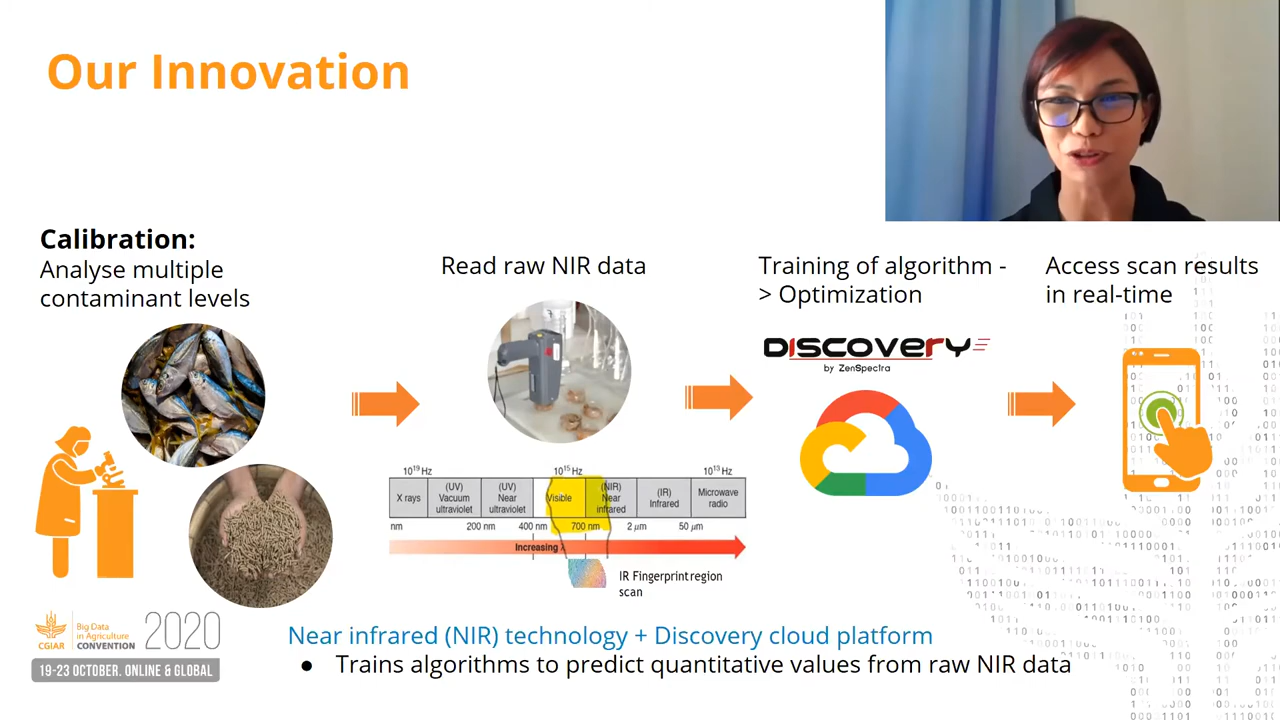 Our Innovation
Calibration:
Analyse multiple
contaminant levels
Read raw NIR data
Training of algorithm -
> Optimization
Access scan results
in real-time
DISCOVERY
by ZenSpectra
10¹⁹ Hz
10¹⁵ Hz
10¹³ Hz
X rays
(UV)
Vacuum
ultraviolet
(UV)
Near
ultraviolet
Visible
(NIR)
Near
infrared
(IR)
Infrared
Microwave
radio
nm
200 nm
400 nm
700 nm
2 µm
50 µm
Increasing λ
IR Fingerprint region
scan
CGIAR
Big Data
in Agriculture
CONVENTION
2020
19-23 OCTOBER. ONLINE & GLOBAL
Near infrared (NIR) technology + Discovery cloud platform
● Trains algorithms to predict quantitative values from raw NIR data